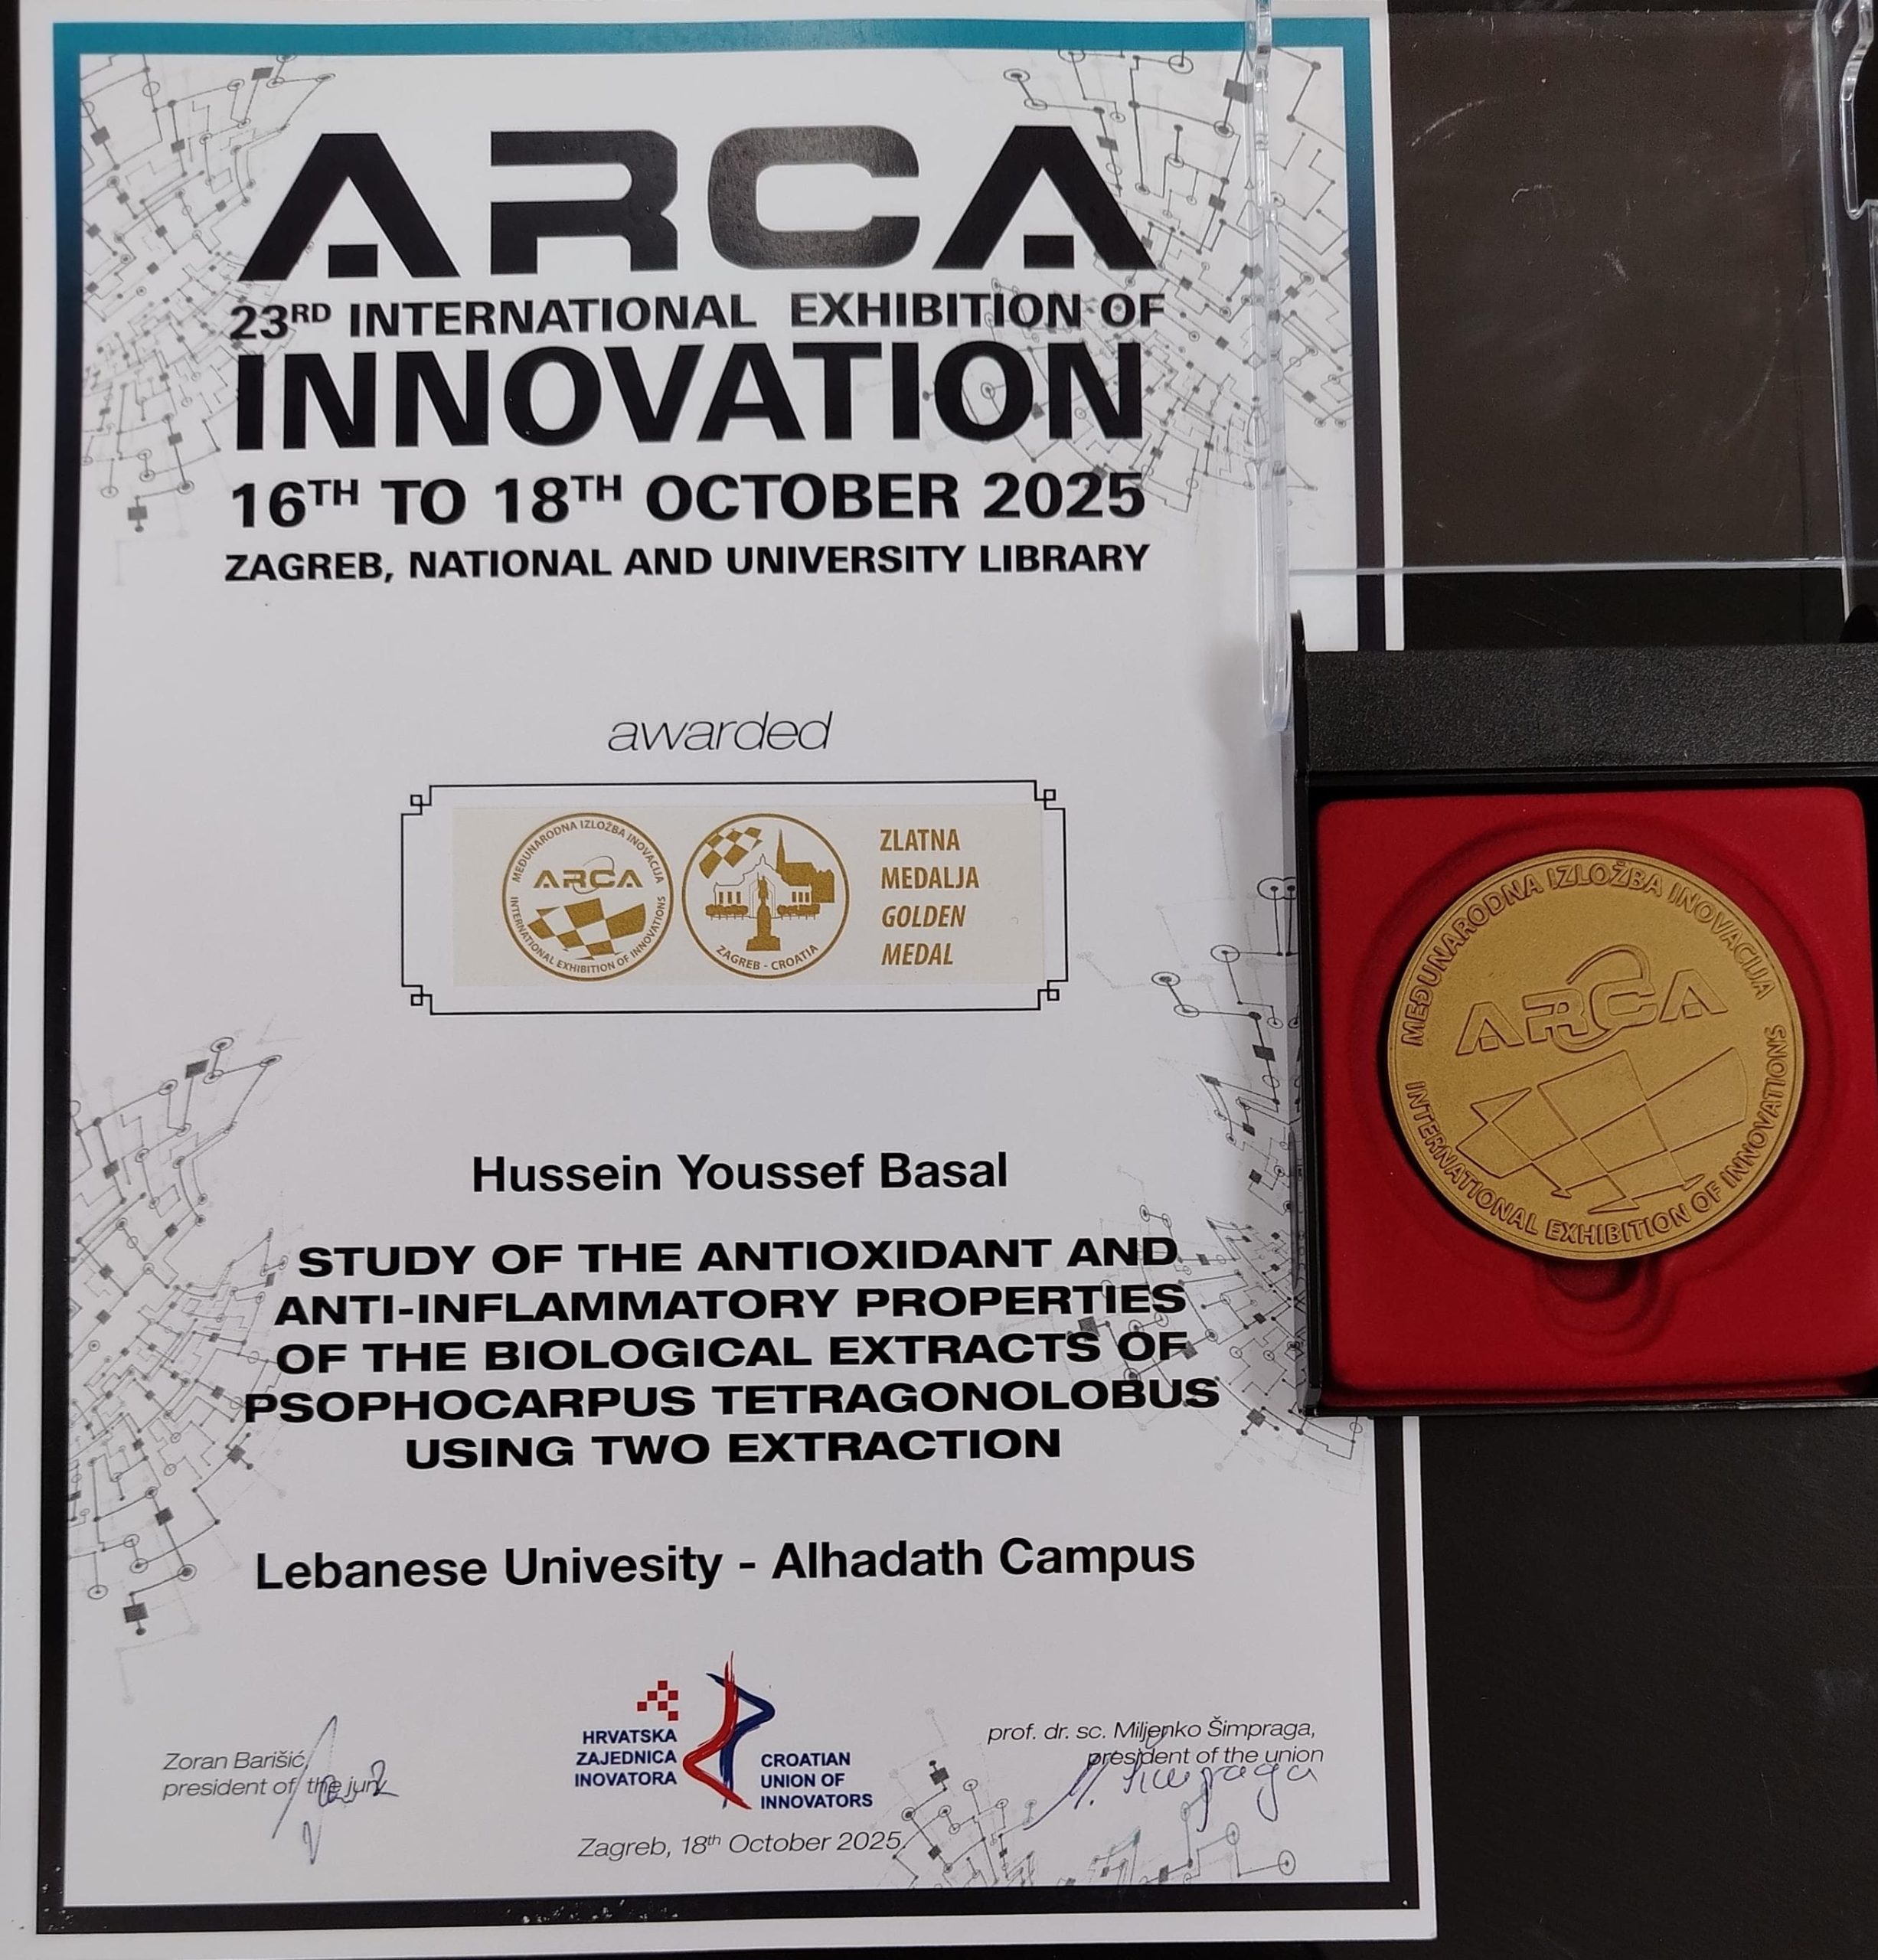 ARCA
23RD INTERNATIONAL EXHIBITION OF
INNOVATION
16TH TO 18TH OCTOBER 2025
ZAGREB, NATIONAL AND UNIVERSITY LIBRARY
awarded
MEĐUNARODNA IZLOŽBA INOVACIJA
ARCA
INTERNATIONAL EXHIBITION OF INNOVATIONS
ZAGREB - CROATIA
ZLATNA
MEDALJA
GOLDEN
MEDAL
Hussein Youssef Basal
STUDY OF THE ANTIOXIDANT AND
ANTI-INFLAMMATORY PROPERTIES
OF THE BIOLOGICAL EXTRACTS OF
PSOPHOCARPUS TETRAGONOLOBUS
USING TWO EXTRACTION
Lebanese Univesity - Alhadath Campus
Zoran Barišić,
president of the jury
HRVATSKA
ZAJEDNICA
INOVATORA
CROATIAN
UNION OF
INNOVATORS
prof. dr. sc. Miljenko Šimpraga,
president of the union
Zagreb, 18th October 2025.
MEĐUNARODNA IZLOŽBA INOVACIJA
ARCA
INTERNATIONAL EXHIBITION OF INNOVATIONS